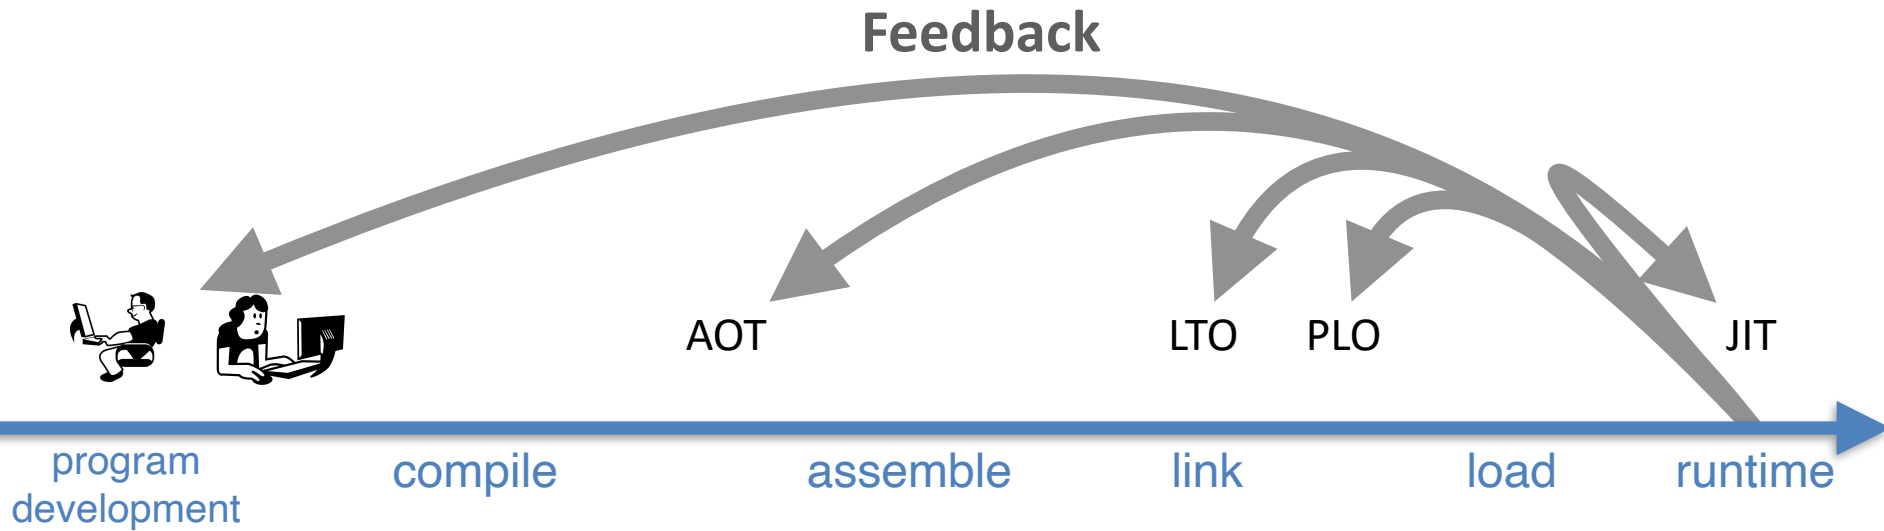 Feedback
AOT
LTO
PLO
JIT
program
development
compile
assemble
link
load
runtime